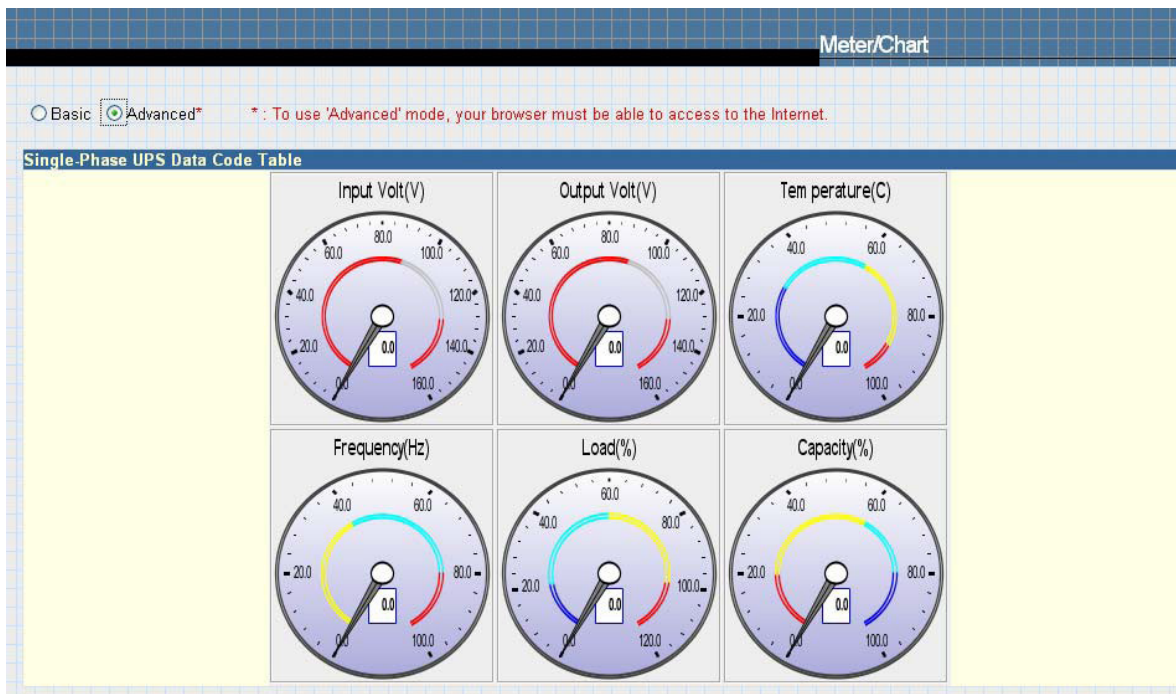 Meter/Chart
Basic Advanced* * : To use 'Advanced' mode, your browser must be able to access to the Internet.
Single-Phase UPS Data Code Table
Input Volt(V)
0.0 20.0 40.0 60.0 80.0 100.0 120.0 140.0 160.0
0.0
Output Volt(V)
0.0 20.0 40.0 60.0 80.0 100.0 120.0 140.0 160.0
0.0
Tem perature(C)
0.0 20.0 40.0 60.0 80.0 100.0
0.0
Frequency(Hz)
0.0 20.0 40.0 60.0 80.0 100.0
0.0
Load(%)
0.0 20.0 40.0 60.0 80.0 100.0 120.0
0.0
Capacity(%)
0.0 20.0 40.0 60.0 80.0 100.0
0.0